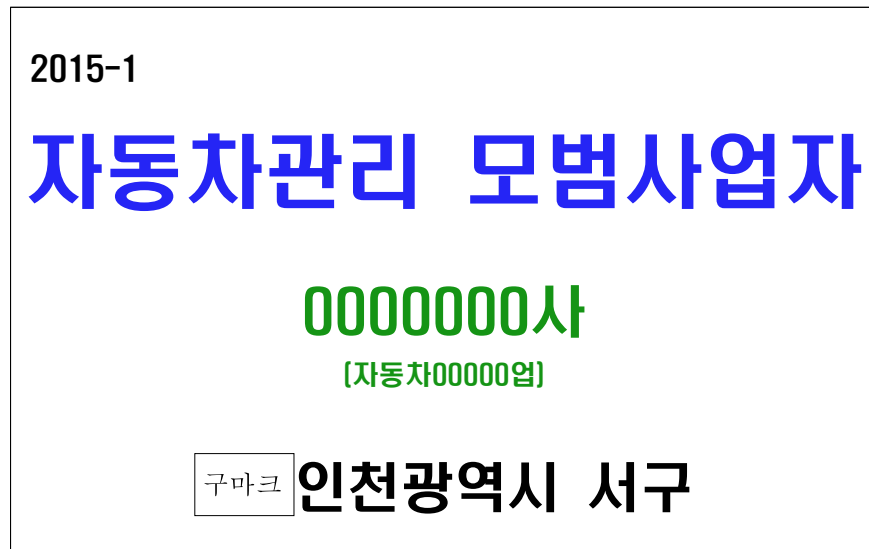 2015-1
자동차관리 모범사업자
0000000사
(자동차00000업)
구마크 인천광역시 서구